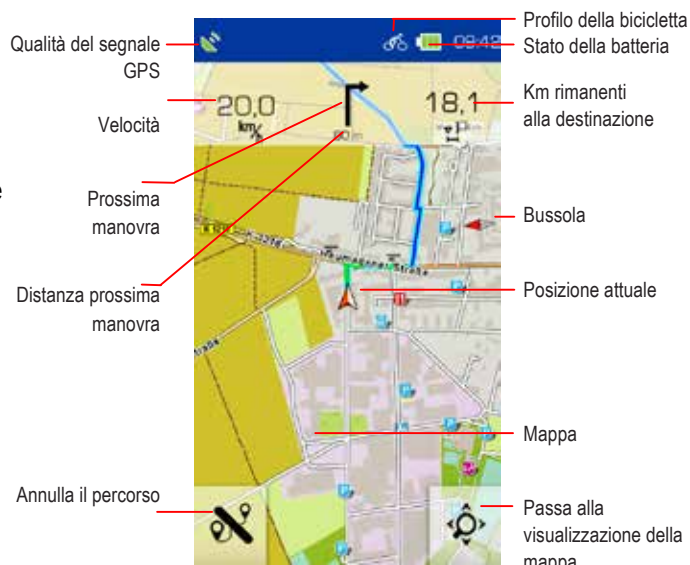 Profilo della bicicletta
Qualità del segnale
GPS
Stato della batteria
09:42
Km rimanenti
alla destinazione
20,0
km/h
18,1
Velocità
80 m
e
Prossima
manovra
Bussola
Distanza prossima
manovra
Posizione attuale
Mappa
Annulla il percorso
Passa alla
visualizzazione della
mappa